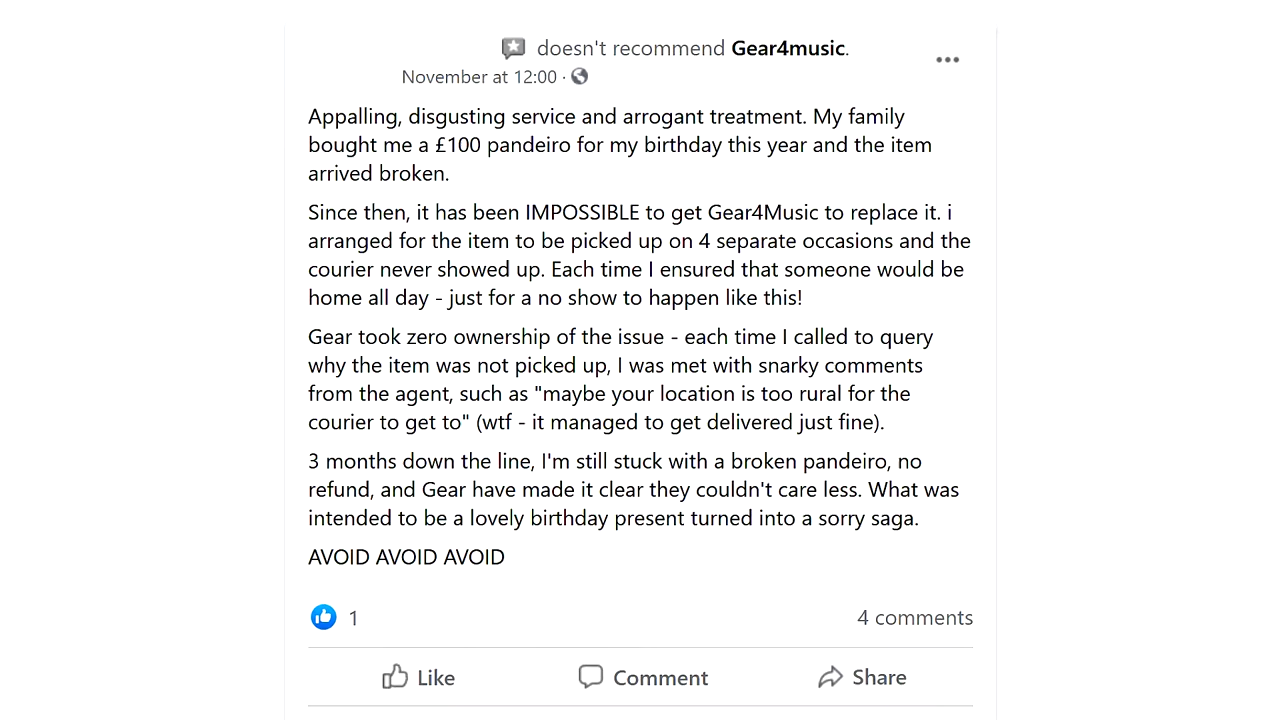 doesn't recommend Gear4music.
November at 12:00 ·
Appalling, disgusting service and arrogant treatment. My family
bought me a £100 pandeiro for my birthday this year and the item
arrived broken.
Since then, it has been IMPOSSIBLE to get Gear4Music to replace it. i
arranged for the item to be picked up on 4 separate occasions and the
courier never showed up. Each time I ensured that someone would be
home all day - just for a no show to happen like this!
Gear took zero ownership of the issue - each time I called to query
why the item was not picked up, I was met with snarky comments
from the agent, such as "maybe your location is too rural for the
courier to get to" (wtf - it managed to get delivered just fine).
3 months down the line, I'm still stuck with a broken pandeiro, no
refund, and Gear have made it clear they couldn't care less. What was
intended to be a lovely birthday present turned into a sorry saga.
AVOID AVOID AVOID
1 4 comments
Like Comment Share